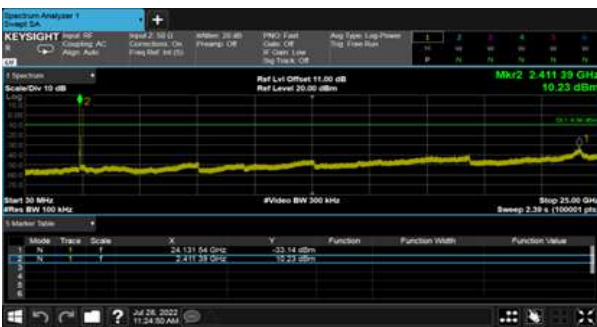 Spectrum Analyzer 1
Swept SA
KEYSIGHT Input: RF Input Z: 50 Ω #Atten: 20 dB PNO: Fast Avg Type: Log-Power 1 2 3 4 5 6
R Coupling: AC Corrections: On Preamp: Off Gate: Off Trig: Free Run
Align: Auto Freq Ref: Int (S) IF Gain: Low
Sig Track: Off P N N N N N
1 Spectrum
Ref Lvl Offset 11.00 dB Mkr2 2.411 39 GHz
Scale/Div 10 dB Ref Level 20.00 dBm 10.23 dBm
Log
2
1
Start 30 MHz #Video BW 300 kHz Stop 25.00 GHz
#Res BW 100 kHz Sweep 2.39 s (100001 pts
5 Marker Table
Mode Trace Scale X Y Function Function Width Function Value
1 N 1 f 24.131 54 GHz -33.14 dBm
2 N 1 f 2.411 39 GHz 10.23 dBm
3
4
5
6
? Jul 28, 2022
11:24:50 AM